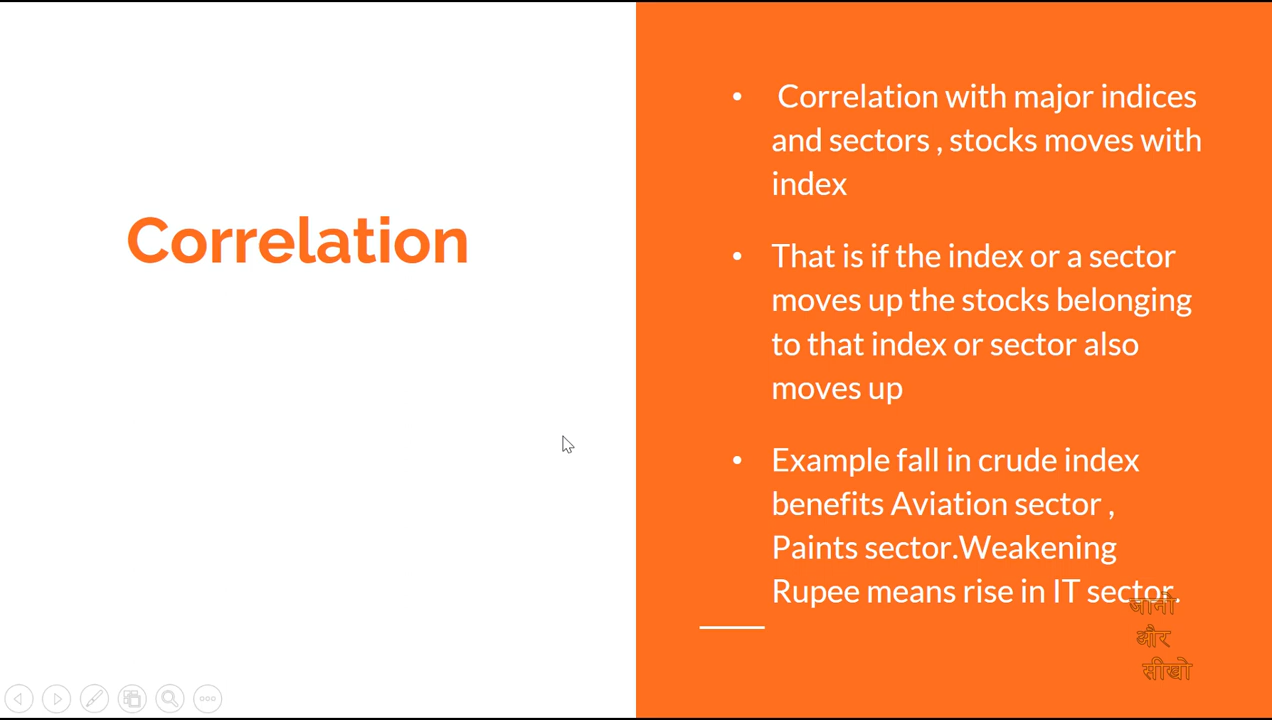 Correlation
• Correlation with major indices
and sectors , stocks moves with
index
• That is if the index or a sector
moves up the stocks belonging
to that index or sector also
moves up
• Example fall in crude index
benefits Aviation sector ,
Paints sector.Weakening
Rupee means rise in IT sector.
जानो
और
सीखो